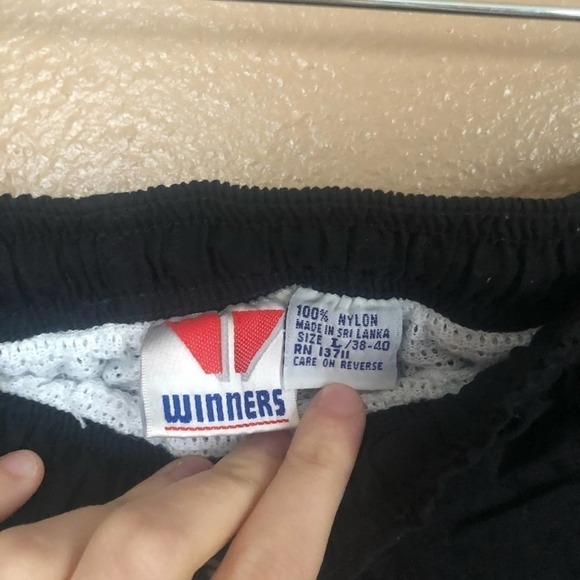 WINNERS
100% NYLON
MADE IN SRI LANKA
SIZE L/38-40
RN 13711
CARE ON REVERSE